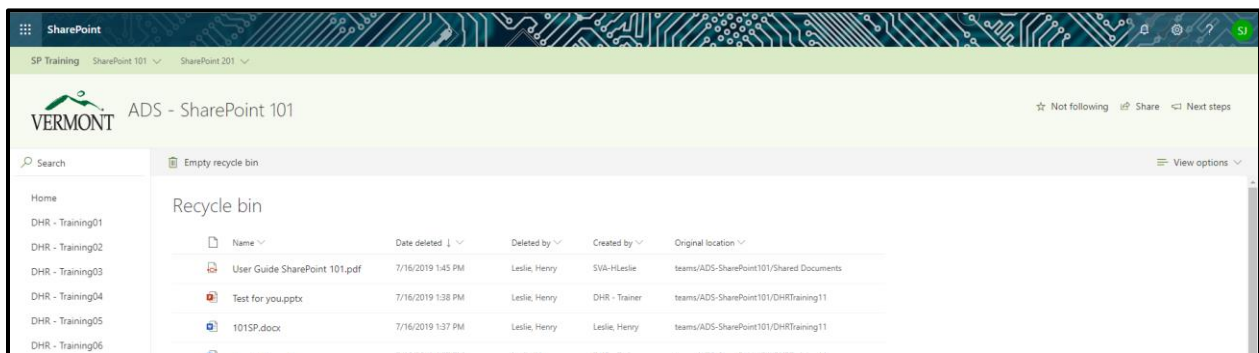 SharePoint
SJ
SP Training SharePoint 101 SharePoint 201
VERMONT
ADS - SharePoint 101
Not following Share Next steps
Search
Empty recycle bin
View options
Home
DHR - Training01
DHR - Training02
DHR - Training03
DHR - Training04
DHR - Training05
DHR - Training06
Recycle bin
Name Date deleted ↓ Deleted by Created by Original location
User Guide SharePoint 101.pdf 7/16/2019 1:45 PM Leslie, Henry SVA-HLeslie teams/ADS-SharePoint101/Shared Documents
Test for you.pptx 7/16/2019 1:38 PM Leslie, Henry DHR - Trainer teams/ADS-SharePoint101/DHRTraining11
101SP.docx 7/16/2019 1:37 PM Leslie, Henry Leslie, Henry teams/ADS-SharePoint101/DHRTraining11